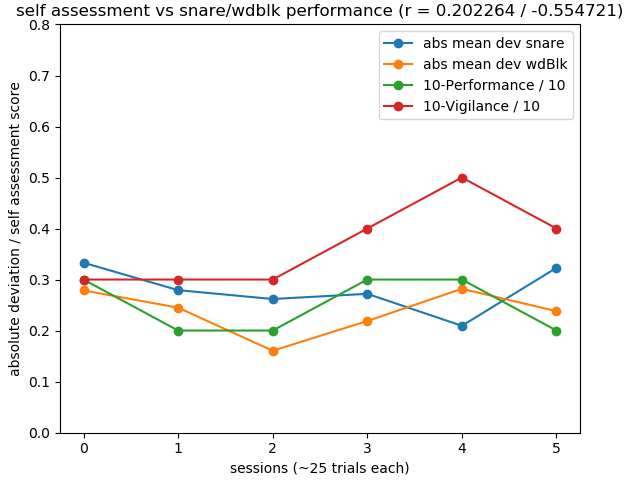 self assessment vs snare/wdblk performance (r = 0.202264 / -0.554721)
0.8
0.7
0.6
0.5
0.4
0.3
0.2
0.1
0.0
absolute deviation / self assessment score
abs mean dev snare
abs mean dev wdBlk
10-Performance / 10
10-Vigilance / 10
0 1 2 3 4 5
sessions (~25 trials each)